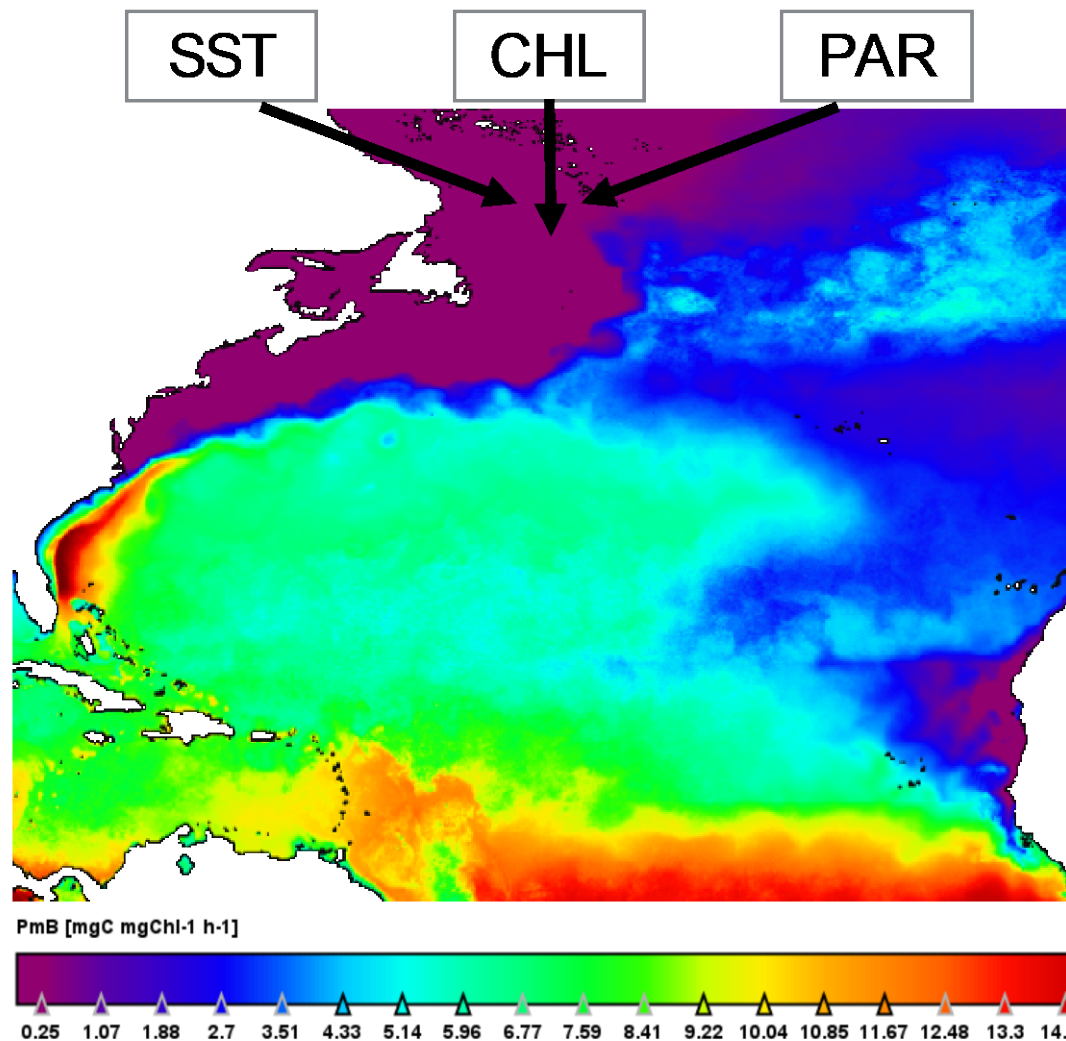 SST CHL PAR
PmB [mgC mgChl-1 h-1]
0.25 1.07 1.88 2.7 3.51 4.33 5.14 5.96 6.77 7.59 8.41 9.22 10.04 10.85 11.67 12.48 13.3 14.